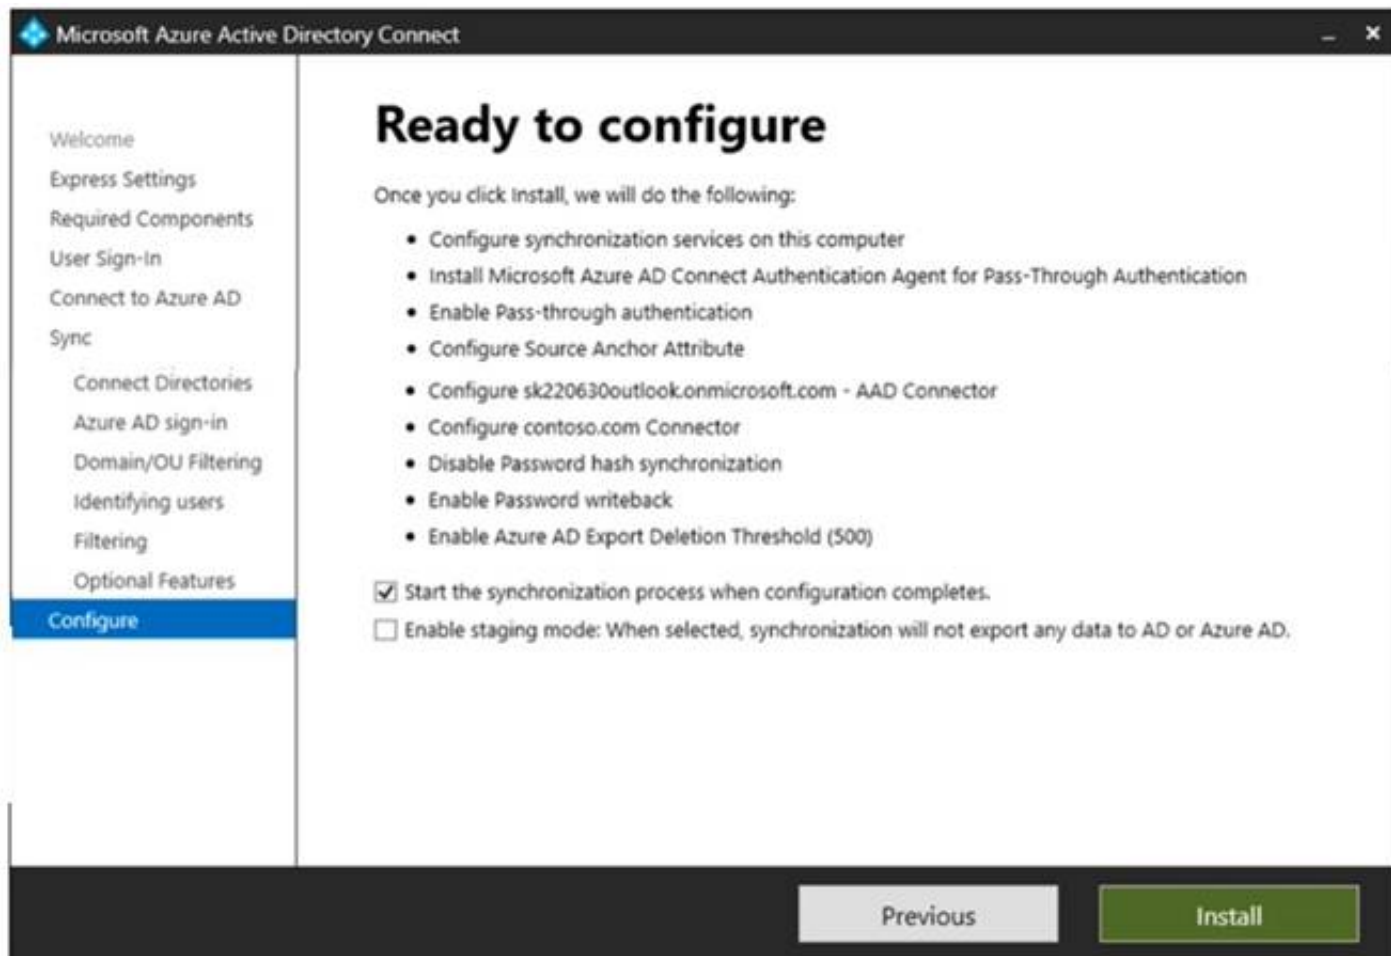 Microsoft Azure Active Directory Connect
Welcome
Express Settings
Required Components
User Sign-In
Connect to Azure AD
Sync
Connect Directories
Azure AD sign-in
Domain/OU Filtering
Identifying users
Filtering
Optional Features
Configure
Ready to configure
Once you click Install, we will do the following:
• Configure synchronization services on this computer
• Install Microsoft Azure AD Connect Authentication Agent for Pass-Through Authentication
• Enable Pass-through authentication
• Configure Source Anchor Attribute
• Configure sk220630outlook.onmicrosoft.com - AAD Connector
• Configure contoso.com Connector
• Disable Password hash synchronization
• Enable Password writeback
• Enable Azure AD Export Deletion Threshold (500)
Start the synchronization process when configuration completes.
Enable staging mode: When selected, synchronization will not export any data to AD or Azure AD.
Previous
Install